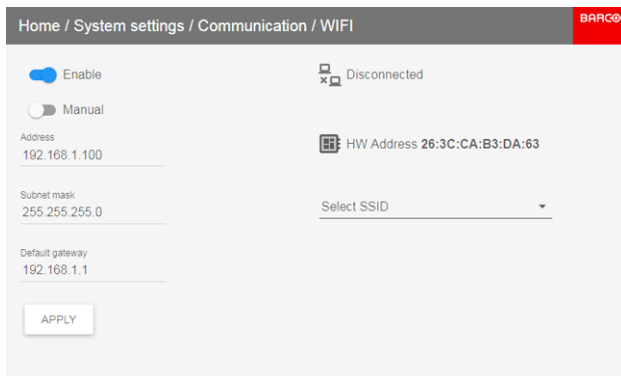 Home / System settings / Communication / WIFI
BARCO
Enable
Disconnected
Manual
Address
192.168.1.100
HW Address 26:3C:CA:B3:DA:63
Subnet mask
255.255.255.0
Select SSID
Default gateway
192.168.1.1
APPLY